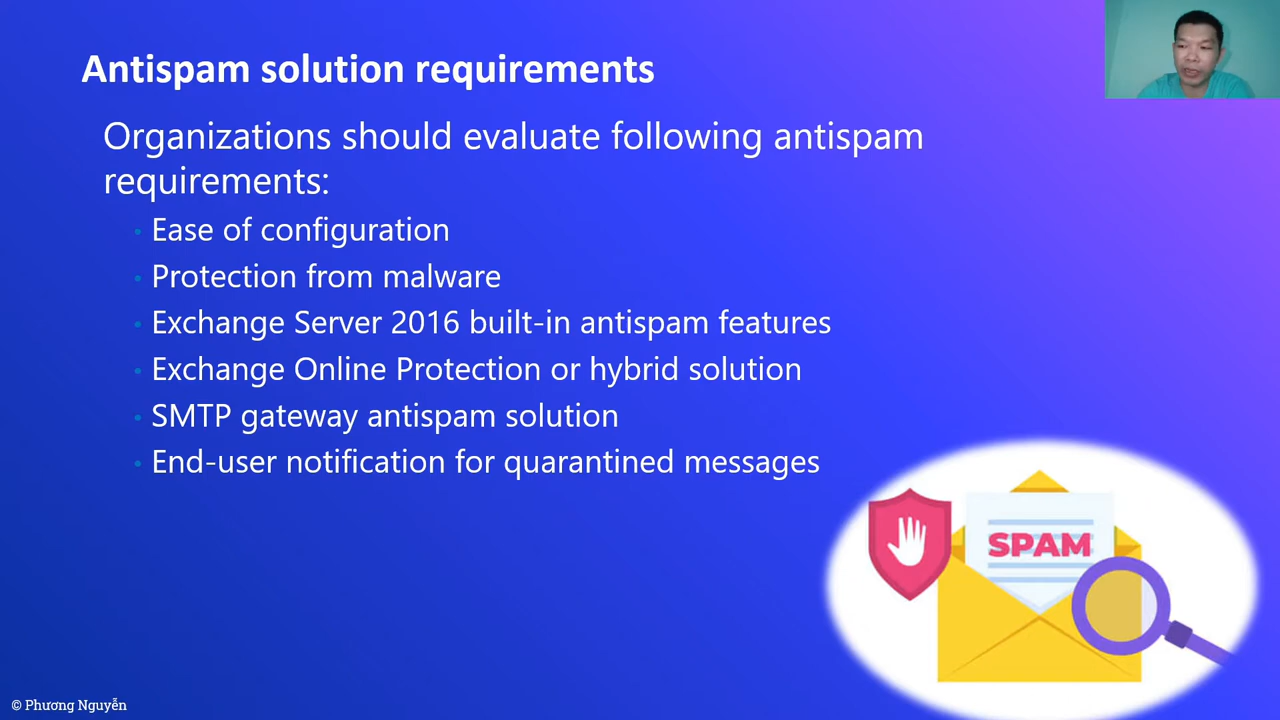 Antispam solution requirements
Organizations should evaluate following antispam
requirements:
• Ease of configuration
• Protection from malware
• Exchange Server 2016 built-in antispam features
• Exchange Online Protection or hybrid solution
• SMTP gateway antispam solution
• End-user notification for quarantined messages
SPAM
© Phương Nguyễn